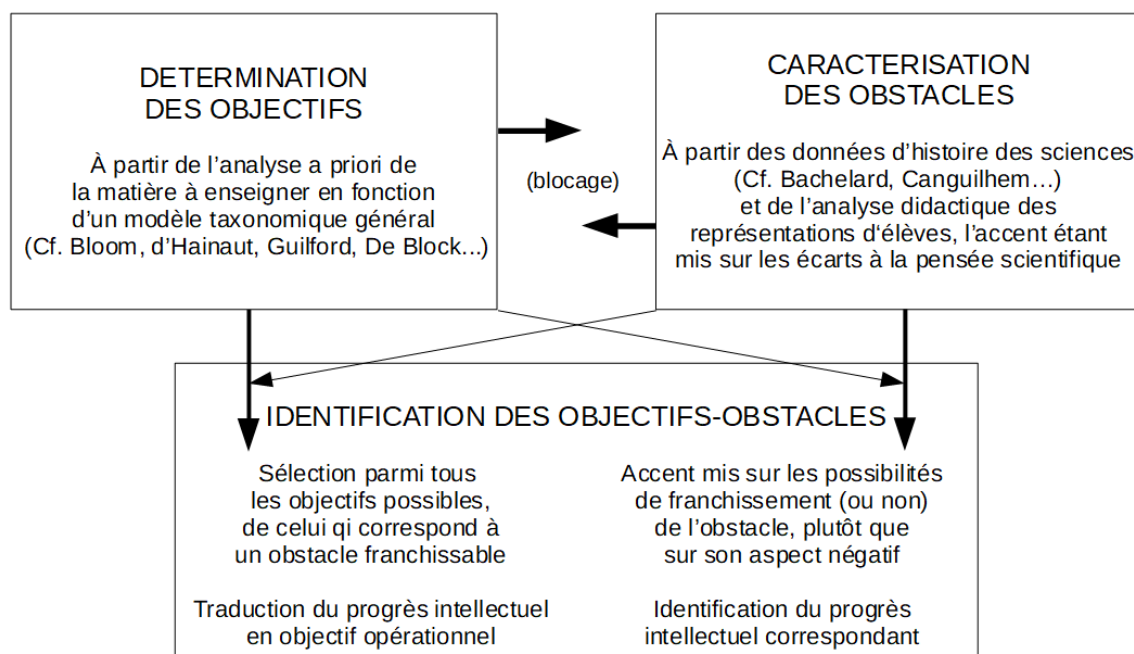 DETERMINATION
DES OBJECTIFS
À partir de l’analyse a priori de
la matière à enseigner en fonction
d’un modèle taxonomique général
(Cf. Bloom, d’Hainaut, Guilford, De Block...)
(blocage)
CARACTERISATION
DES OBSTACLES
À partir des données d’histoire des sciences
(Cf. Bachelard, Canguilhem…)
et de l’analyse didactique des
représentations d‘élèves, l’accent étant
mis sur les écarts à la pensée scientifique
IDENTIFICATION DES OBJECTIFS-OBSTACLES
Sélection parmi tous
les objectifs possibles,
de celui qi correspond à
un obstacle franchissable
Traduction du progrès intellectuel
en objectif opérationnel
Accent mis sur les possibilités
de franchissement (ou non)
de l’obstacle, plutôt que
sur son aspect négatif
Identification du progrès
intellectuel correspondant